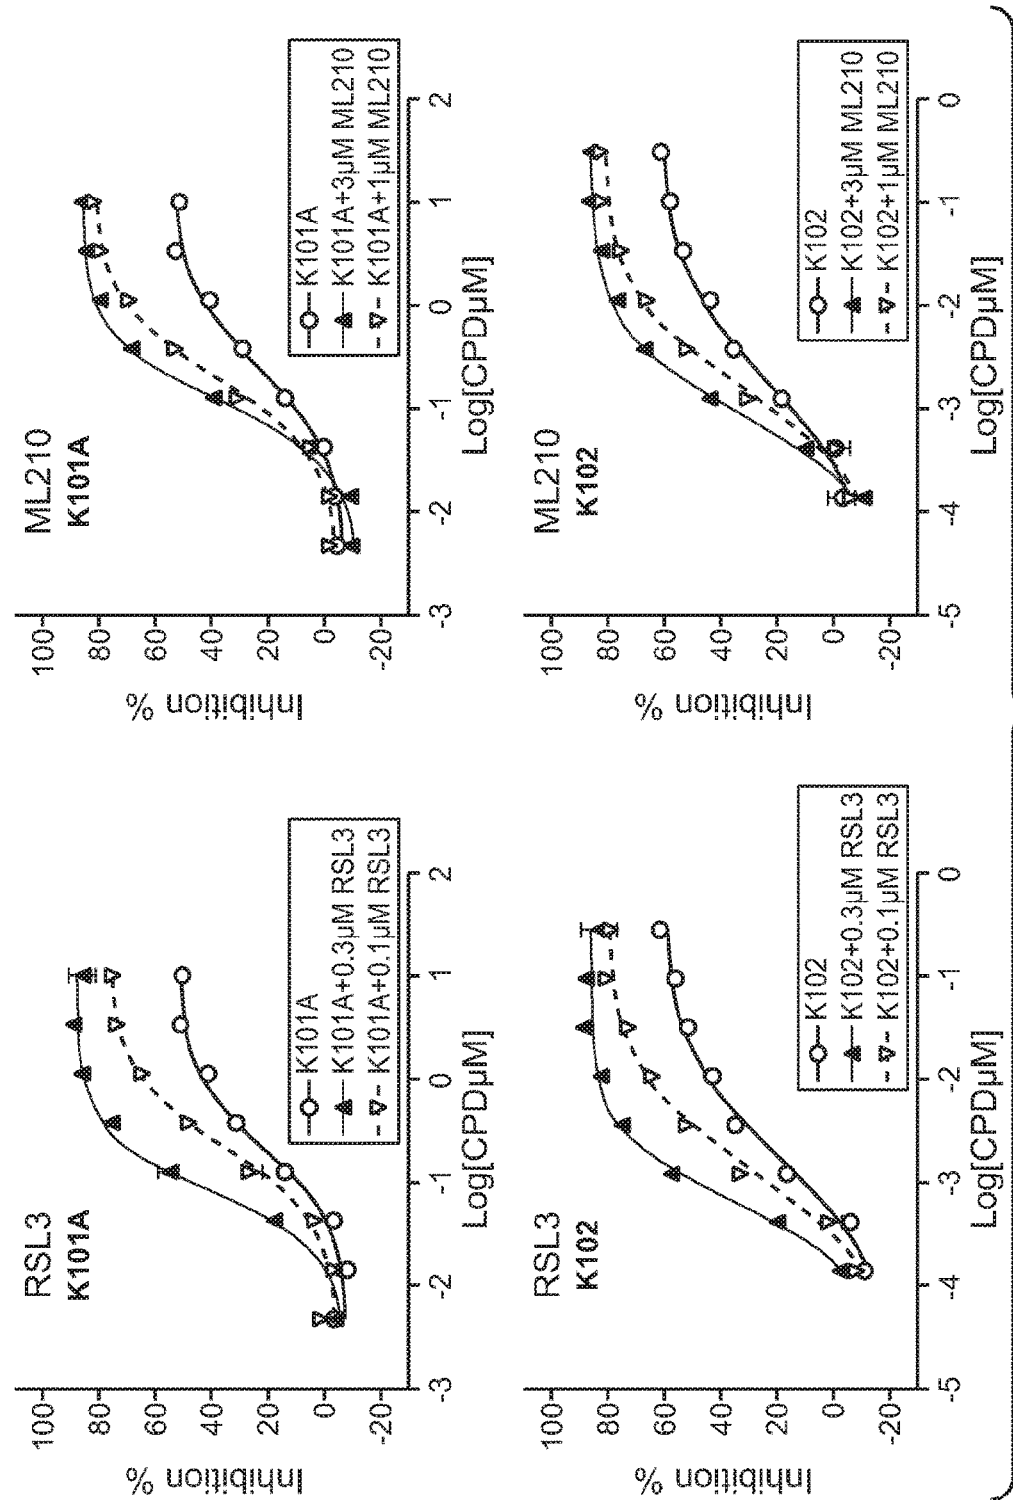 RSL3
K101A
Inhibition %
100
80
60
40
20
0
-20
-3
-2
-1
0
1
2
Log[CPDµM]
K101A
K101A+0.3µM RSL3
K101A+0.1µM RSL3
ML210
K101A
Inhibition %
100
80
60
40
20
0
-20
-3
-2
-1
0
1
2
Log[CPDµM]
K101A
K101A+3µM ML210
K101A+1µM ML210
RSL3
K102
Inhibition %
100
80
60
40
20
0
-20
-5
-4
-3
-2
-1
0
Log[CPDµM]
K102
K102+0.3µM RSL3
K102+0.1µM RSL3
ML210
K102
Inhibition %
100
80
60
40
20
0
-20
-5
-4
-3
-2
-1
0
Log[CPDµM]
K102
K102+3µM ML210
K102+1µM ML210